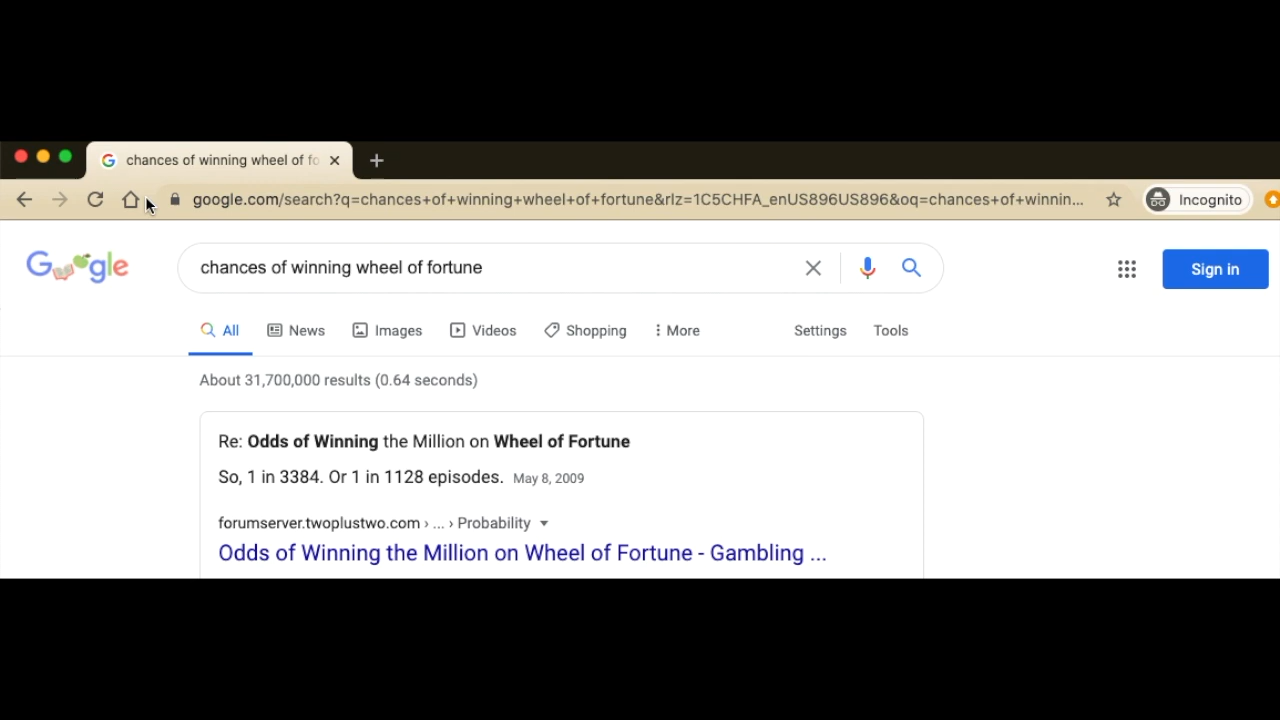 chances of winning wheel of fo
google.com/search?q=chances+of+winning+wheel+of+fortune&rlz=1C5CHFA_enUS896US896&oq=chances+of+winnin...
Incognito
Google
chances of winning wheel of fortune
Sign in
All News Images Videos Shopping More Settings Tools
About 31,700,000 results (0.64 seconds)
Re: Odds of Winning the Million on Wheel of Fortune
So, 1 in 3384. Or 1 in 1128 episodes. May 8, 2009
forumserver.twoplustwo.com › ... › Probability
Odds of Winning the Million on Wheel of Fortune - Gambling ...